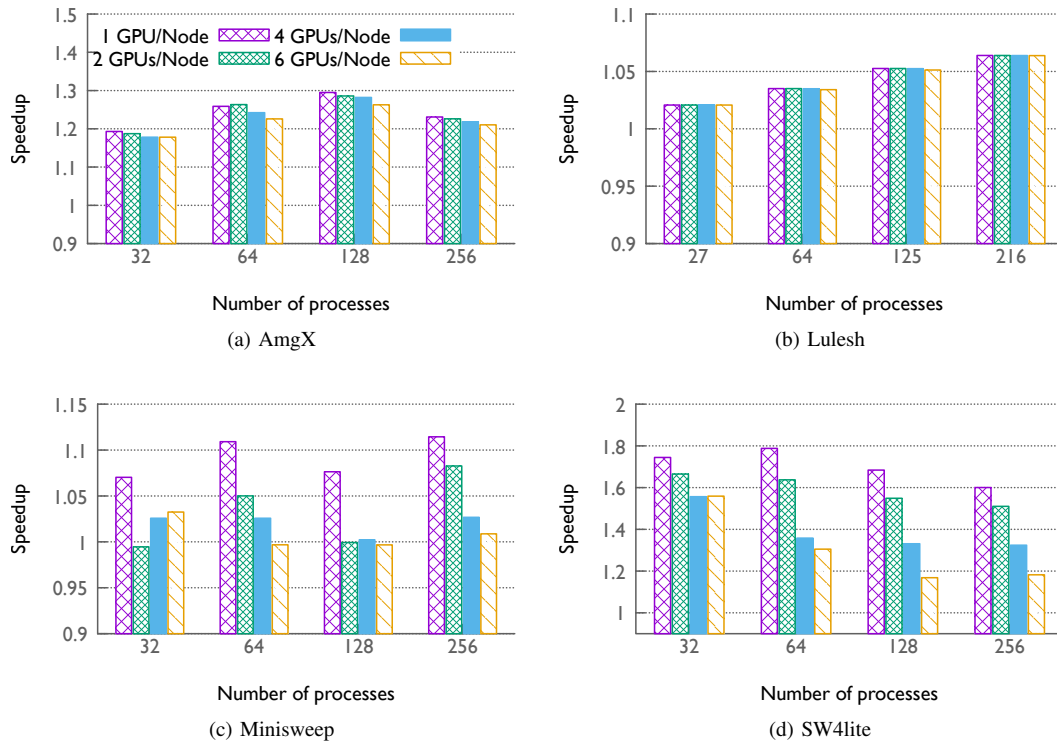 1 GPU/Node
4 GPUs/Node
2 GPUs/Node
6 GPUs/Node
1.5
1.4
1.3
1.2
1.1
1
0.9
Speedup
32 64 128 256
Number of processes
(a) AmgX
1.1
1.05
1
0.95
0.9
Speedup
27 64 125 216
Number of processes
(b) Lulesh
1.15
1.1
1.05
1
0.95
0.9
Speedup
32 64 128 256
Number of processes
(c) Minisweep
2
1.8
1.6
1.4
1.2
1
Speedup
32 64 128 256
Number of processes
(d) SW4lite